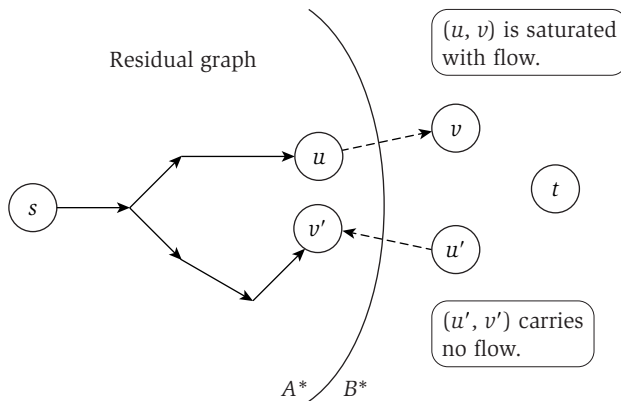 (u, v) is saturated
with flow.
Residual graph
v
u
t
s
v′
u′
(u′, v′) carries
no flow.
A* B*